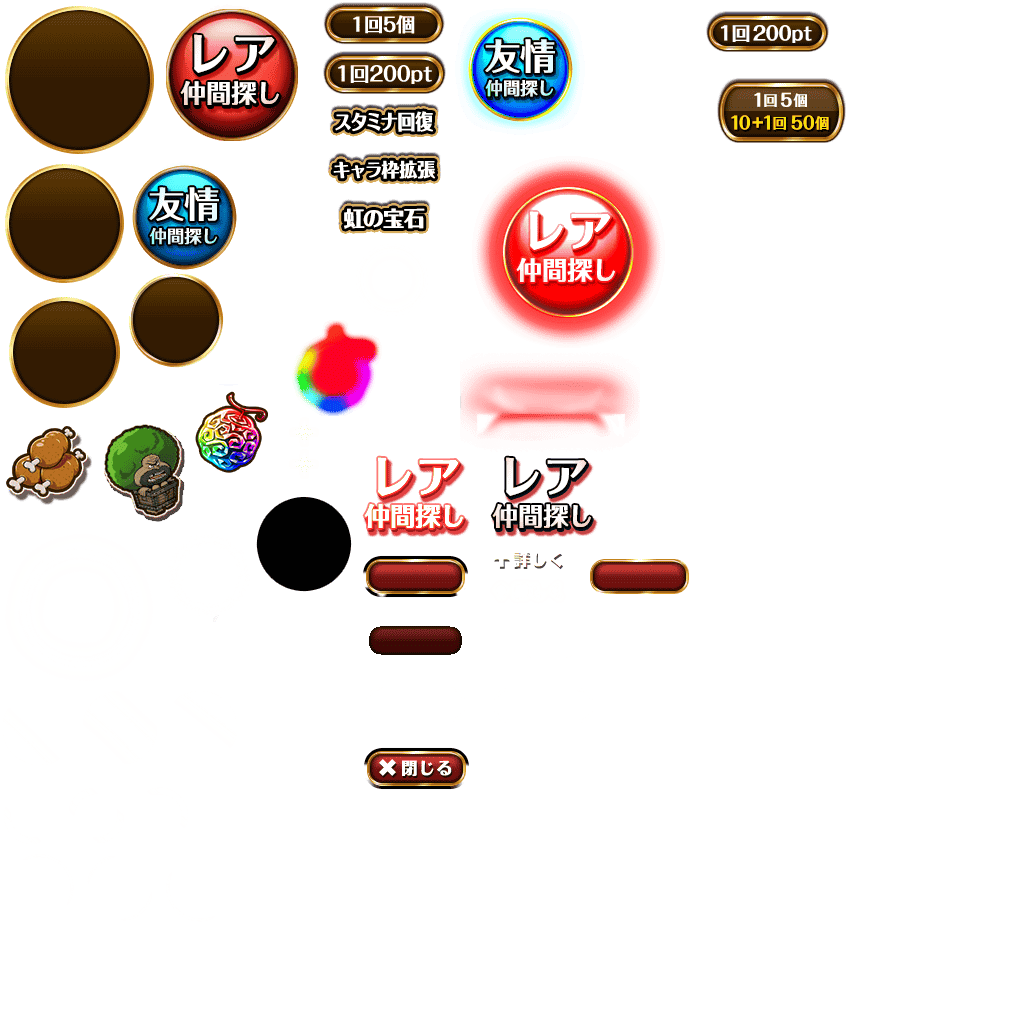 レア
仲間探し
1回5個
1回200pt
スタミナ回復
キャラ枠拡張
虹の宝石
友情
仲間探し
1回200pt
1回5個
10+1回 50個
友情
仲間探し
レア
仲間探し
レア
仲間探し
レア
仲間探し
↑詳しく
✖閉じる